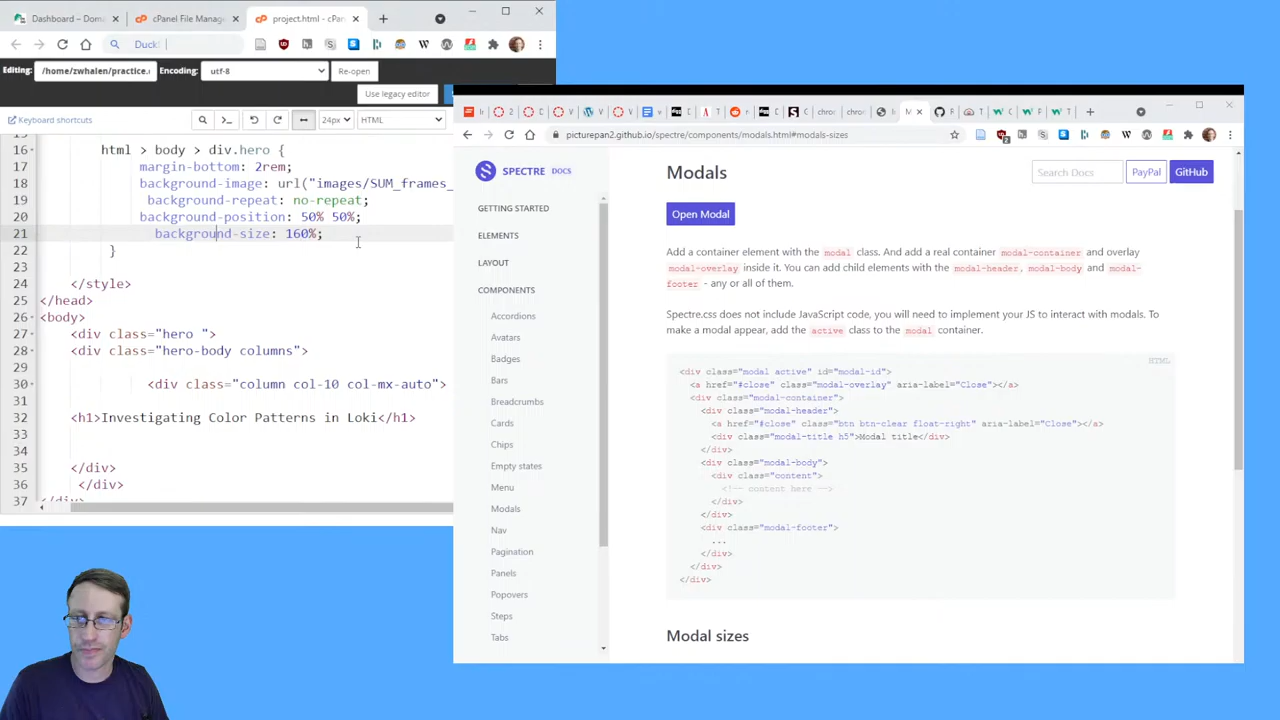 Dashboard – Dom
cPanel File Manage
project.html - cPan
Duck
Editing:
/home/zwhalen/practice.
Encoding:
utf-8
Re-open
Use legacy editor
Keyboard shortcuts
24px
HTML
16 html > body > div.hero {
17 margin-bottom: 2rem;
18 background-image: url("images/SUM_frames_
19 background-repeat: no-repeat;
20 background-position: 50% 50%;
21 background-size: 160%;
22 }
23
24 </style>
25 </head>
26 <body>
27 <div class="hero ">
28 <div class="hero-body columns">
29
30 <div class="column col-10 col-mx-auto">
31
32 <h1>Investigating Color Patterns in Loki</h1>
33
34
35 </div>
36 </div>
37 </div>
picturepan2.github.io/spectre/components/modals.html#modals-sizes
SPECTRE DOCS
GETTING STARTED
ELEMENTS
LAYOUT
COMPONENTS
Accordions
Avatars
Badges
Bars
Breadcrumbs
Cards
Chips
Empty states
Menu
Modals
Nav
Pagination
Panels
Popovers
Steps
Tabs
Modals
Search Docs
PayPal
GitHub
Open Modal
Add a container element with the modal class. And add a real container modal-container and overlay
modal-overlay inside it. You can add child elements with the modal-header, modal-body and modal-
footer - any or all of them.
Spectre.css does not include JavaScript code, you will need to implement your JS to interact with modals. To
make a modal appear, add the active class to the modal container.
HTML
<div class="modal active" id="modal-id">
<a href="#close" class="modal-overlay" aria-label="Close"></a>
<div class="modal-container">
<div class="modal-header">
<a href="#close" class="btn btn-clear float-right" aria-label="Close"></a>
<div class="modal-title h5">Modal title</div>
</div>
<div class="modal-body">
<div class="content">
<!-- content here -->
</div>
</div>
<div class="modal-footer">
...
</div>
</div>
</div>
Modal sizes